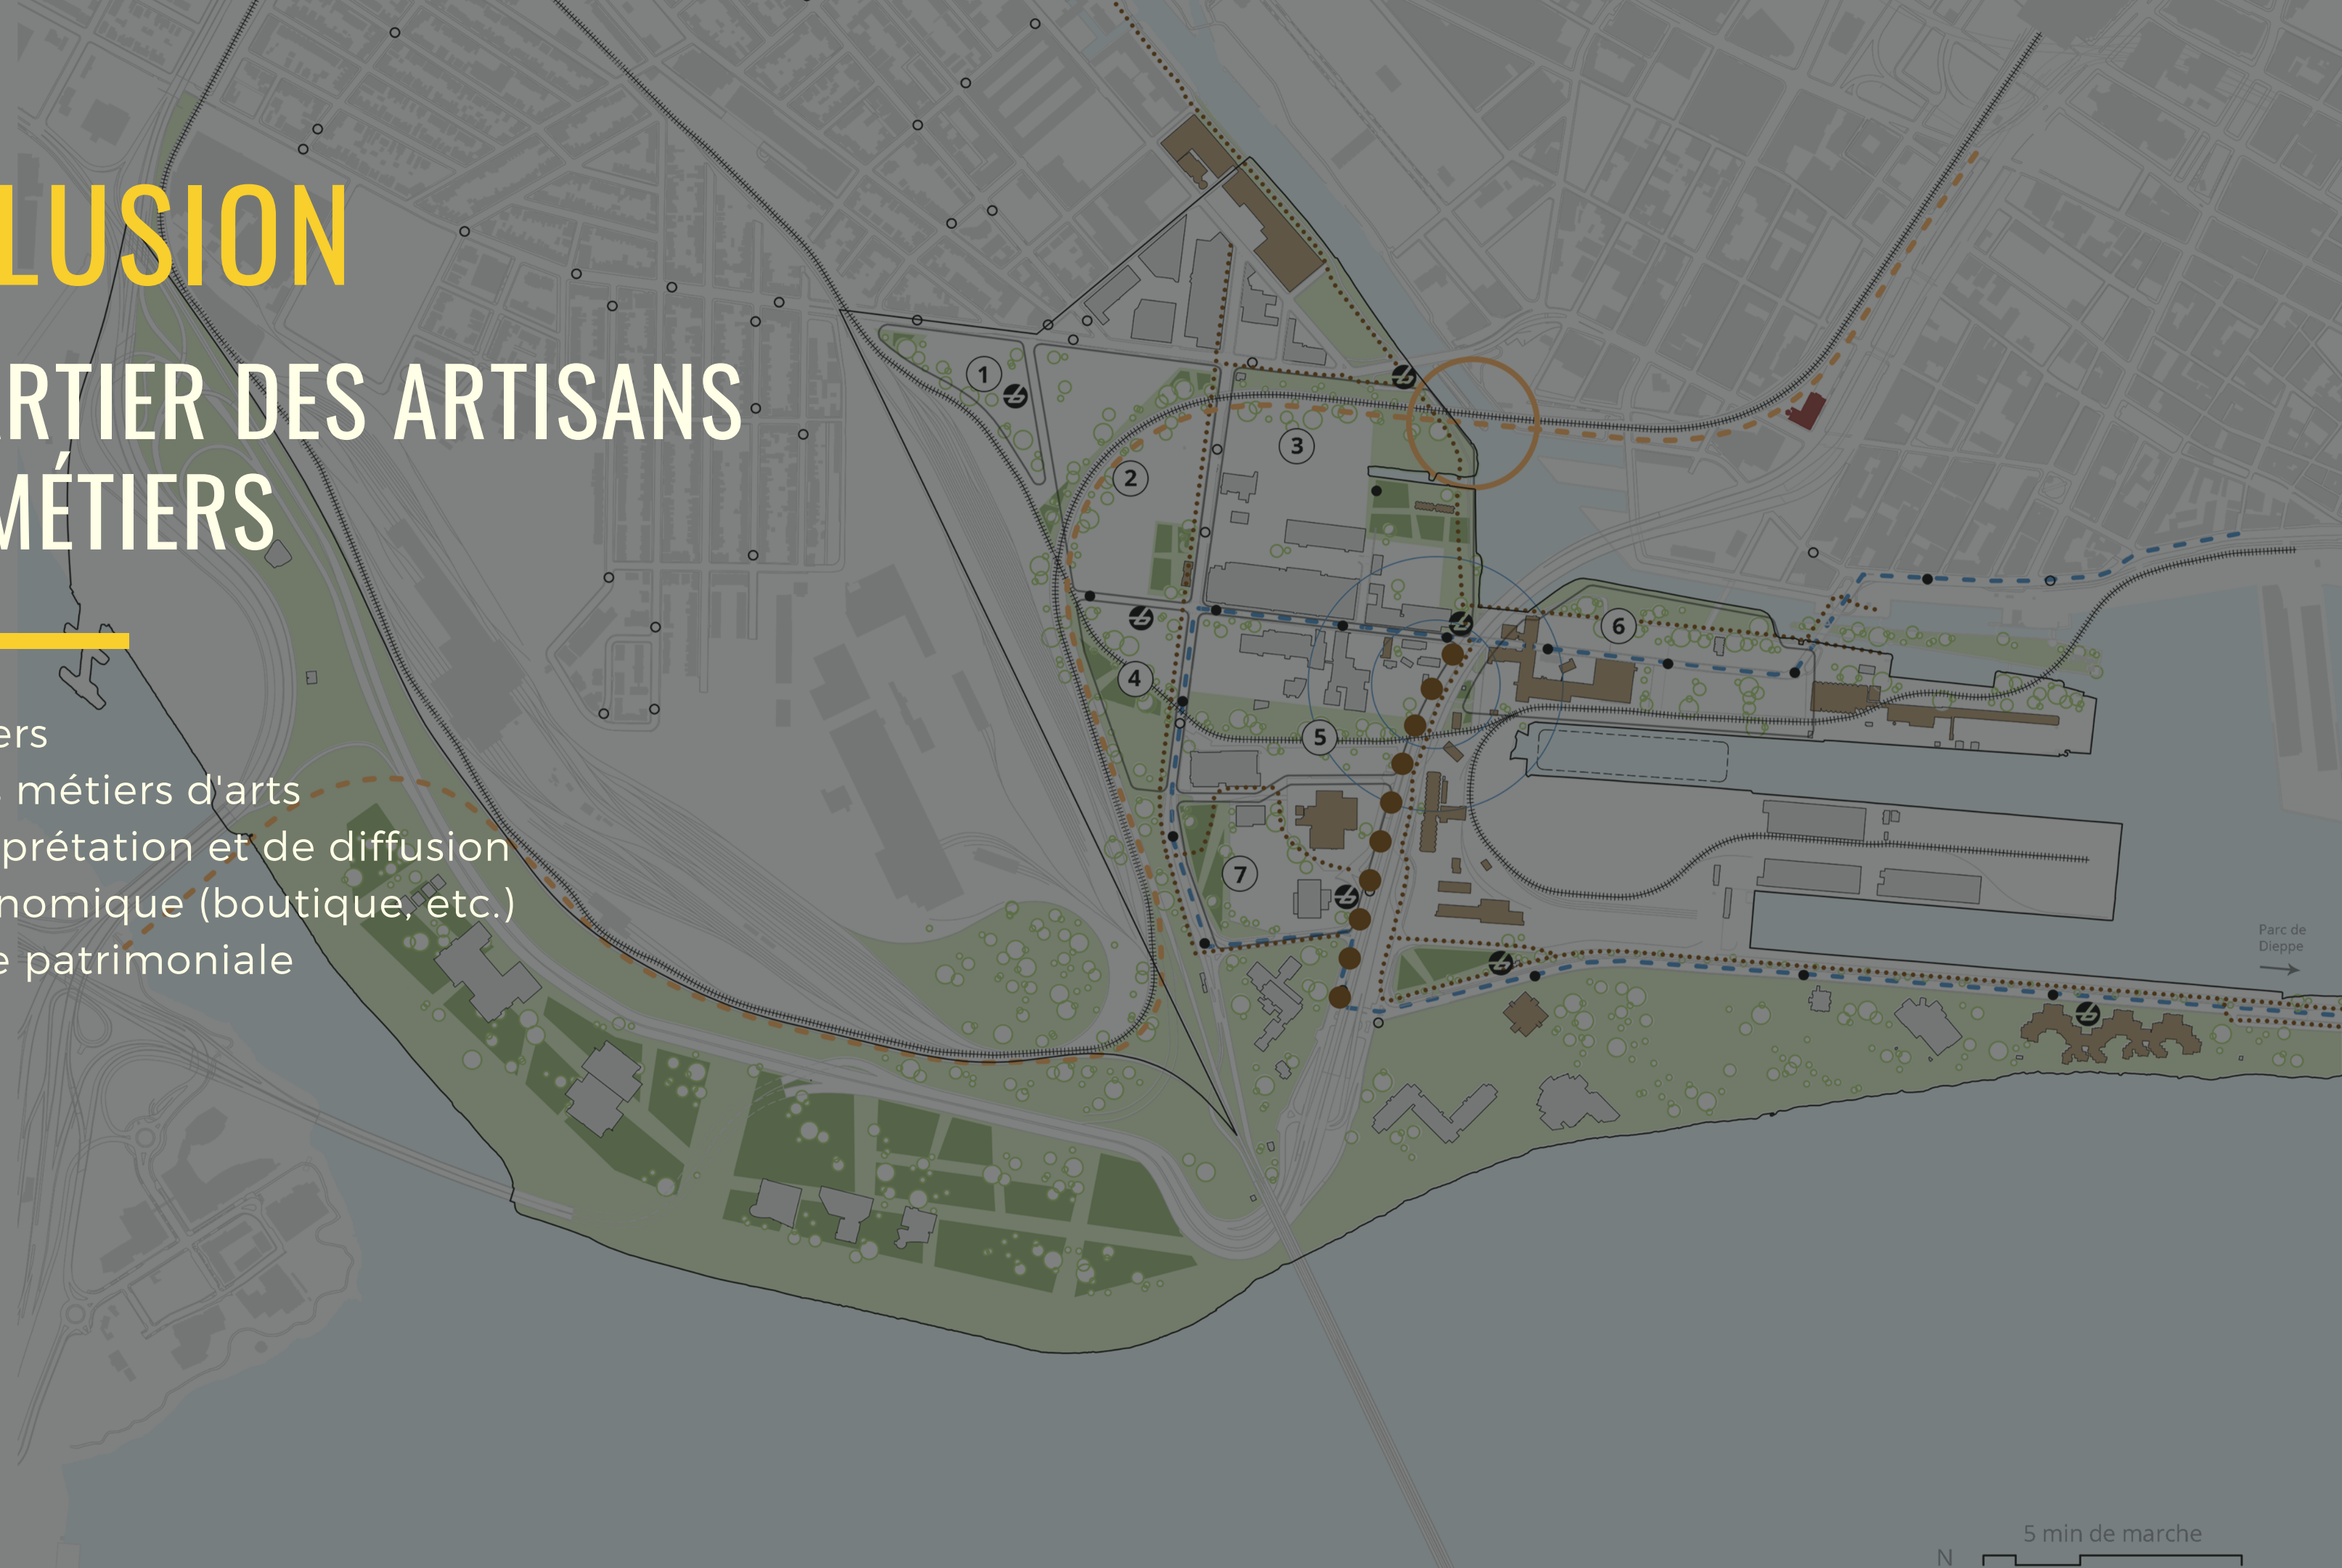 LUSION
RTIER DES ARTISANS
MÉTIERS
ers
métiers d'arts
prétation et de diffusion
nomique (boutique, etc.)
e patrimoniale
1
2
3
4
5
6
7
Parc de
Dieppe
5 min de marche
N